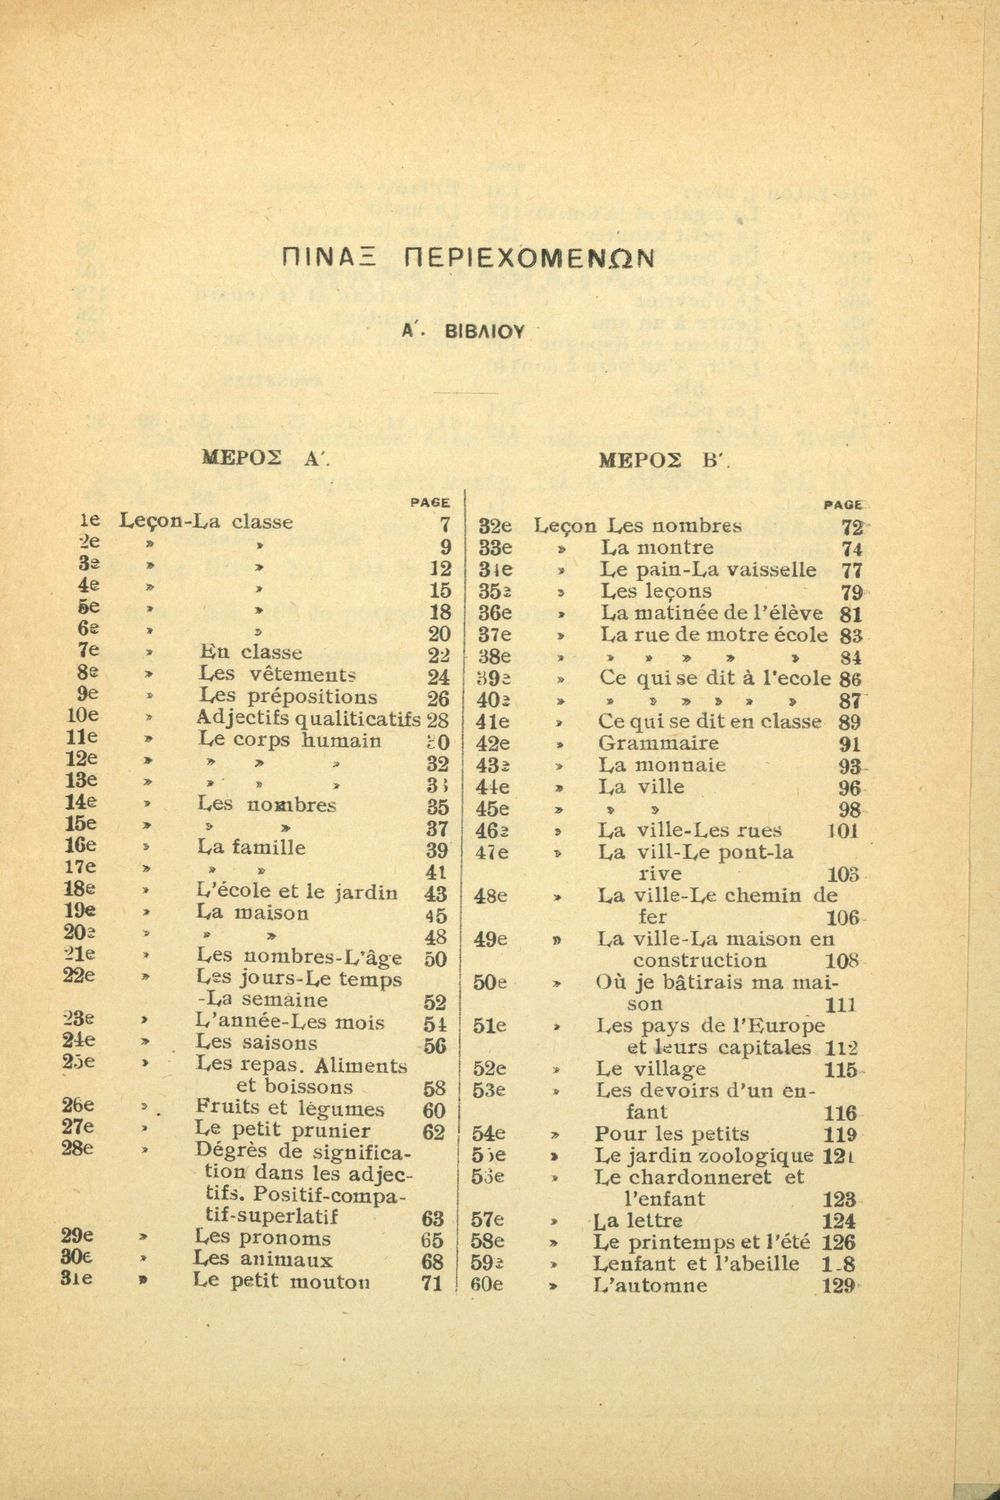 ΠΙΝΑΞ ΠΕΡΙΕΧΟΜΕΝΩΝ
Α΄. ΒΙΒΛΙΟΥ
ΜΕΡΟΣ Α΄.
PAGE
1e Leçon-La classe 7
2e » » 9
3e » » 12
4e » » 15
5e » » 18
6e » » 20
7e » En classe 22
8e » Les vêtements 24
9e » Les prépositions 26
10e » Adjectifs qualiticatifs 28
11e » Le corps humain 30
12e » » » » 32
13e » » » » 33
14e » Les nombres 35
15e » » » 37
16e » La famille 39
17e » » » 41
18e » L'école et le jardin 43
19e » La maison 45
20e » » » 48
21e » Les nombres-L'âge 50
22e » Les jours-Le temps
-La semaine 52
23e » L'année-Les mois 54
24e » Les saisons 56
25e » Les repas. Aliments
et boissons 58
26e » Fruits et légumes 60
27e » Le petit prunier 62
28e » Dégrès de significa-
tion dans les adjec-
tifs. Positif-compa-
tif-superlatif 63
29e » Les pronoms 65
30e » Les animaux 68
31e » Le petit mouton 71
ΜΕΡΟΣ Β΄.
PAGE
32e Leçon Les nombres 72
33e » La montre 74
34e » Le pain-La vaisselle 77
35e » Les leçons 79
36e » La matinée de l'élève 81
37e » La rue de motre école 83
38e » » » » » » 84
39e » Ce qui se dit à l'ecole 86
40e » » » » » » » 87
41e » Ce qui se dit en classe 89
42e » Grammaire 91
43e » La monnaie 93
44e » La ville 96
45e » » » 98
46e » La ville-Les rues 101
47e » La vill-Le pont-la
rive 103
48e » La ville-Le chemin de
fer 106
49e » La ville-La maison en
construction 108
50e » Où je bâtirais ma mai-
son 111
51e » Les pays de l'Europe
et leurs capitales 112
52e » Le village 115
53e » Les devoirs d'un en-
fant 116
54e » Pour les petits 119
55e » Le jardin zoologique 121
56e » Le chardonneret et
l'enfant 123
57e » La lettre 124
58e » Le printemps et l'été 126
59e » Lenfant et l'abeille 128
60e » L'automne 129